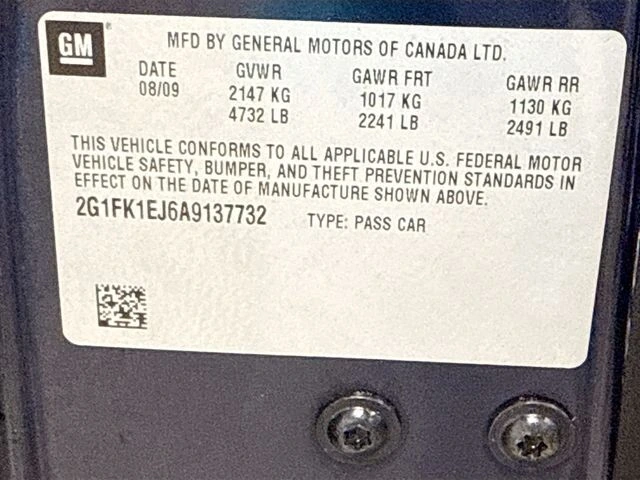 GM
MFD BY GENERAL MOTORS OF CANADA LTD.
DATE GVWR GAWR FRT GAWR RR
08/09 2147 KG 1017 KG 1130 KG
4732 LB 2241 LB 2491 LB
THIS VEHICLE CONFORMS TO ALL APPLICABLE U.S. FEDERAL MOTOR
VEHICLE SAFETY, BUMPER, AND THEFT PREVENTION STANDARDS IN
EFFECT ON THE DATE OF MANUFACTURE SHOWN ABOVE.
2G1FK1EJ6A9137732 TYPE: PASS CAR